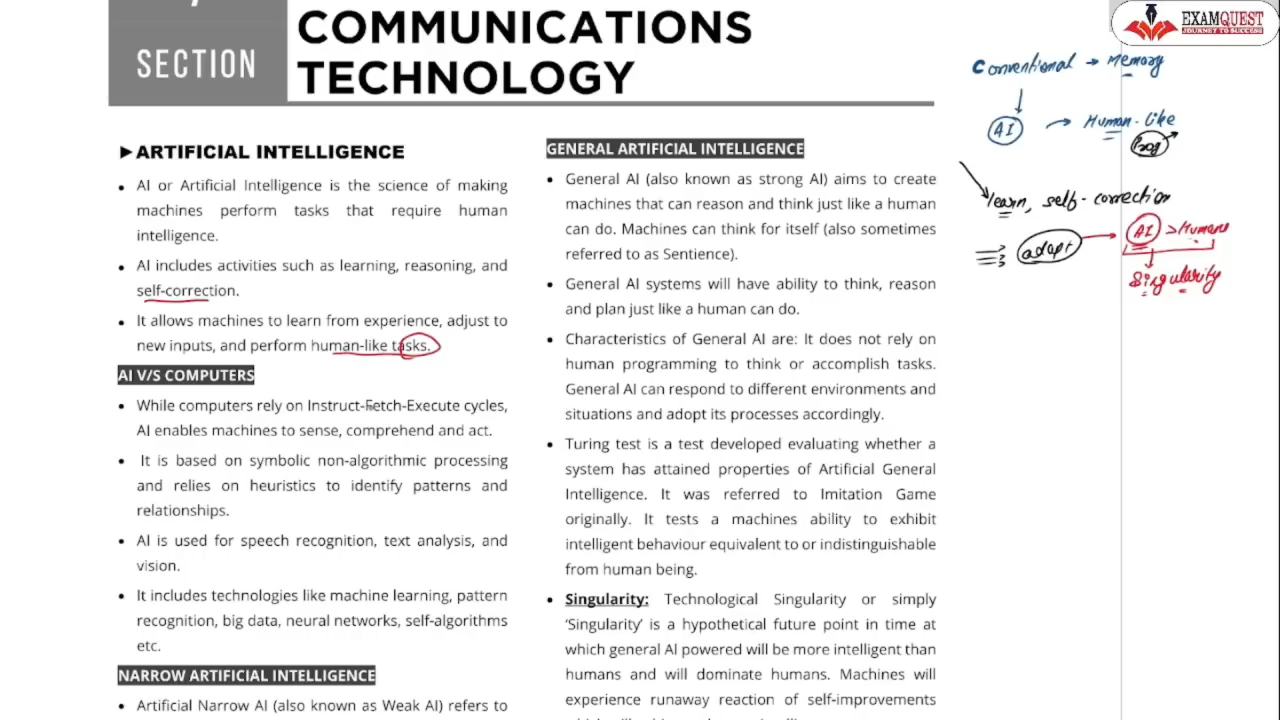 SECTION
COMMUNICATIONS
TECHNOLOGY
►ARTIFICIAL INTELLIGENCE
• AI or Artificial Intelligence is the science of making
machines perform tasks that require human
intelligence.
• AI includes activities such as learning, reasoning, and
self-correction.
• It allows machines to learn from experience, adjust to
new inputs, and perform human-like tasks.
AI V/S COMPUTERS
• While computers rely on Instruct-Fetch-Execute cycles,
AI enables machines to sense, comprehend and act.
• It is based on symbolic non-algorithmic processing
and relies on heuristics to identify patterns and
relationships.
• AI is used for speech recognition, text analysis, and
vision.
• It includes technologies like machine learning, pattern
recognition, big data, neural networks, self-algorithms
etc.
NARROW ARTIFICIAL INTELLIGENCE
• Artificial Narrow AI (also known as Weak AI) refers to
GENERAL ARTIFICIAL INTELLIGENCE
• General AI (also known as strong AI) aims to create
machines that can reason and think just like a human
can do. Machines can think for itself (also sometimes
referred to as Sentience).
• General AI systems will have ability to think, reason
and plan just like a human can do.
• Characteristics of General AI are: It does not rely on
human programming to think or accomplish tasks.
General AI can respond to different environments and
situations and adopt its processes accordingly.
• Turing test is a test developed evaluating whether a
system has attained properties of Artificial General
Intelligence. It was referred to Imitation Game
originally. It tests a machines ability to exhibit
intelligent behaviour equivalent to or indistinguishable
from human being.
• Singularity: Technological Singularity or simply
‘Singularity’ is a hypothetical future point in time at
which general AI powered will be more intelligent than
humans and will dominate humans. Machines will
experience runaway reaction of self-improvements
EXAMQUEST
JOURNEY TO SUCCESS
Conventional → Memory
AI → Human-like
Prog
learn, self-correction
adapt → AI > Humans
Singularity